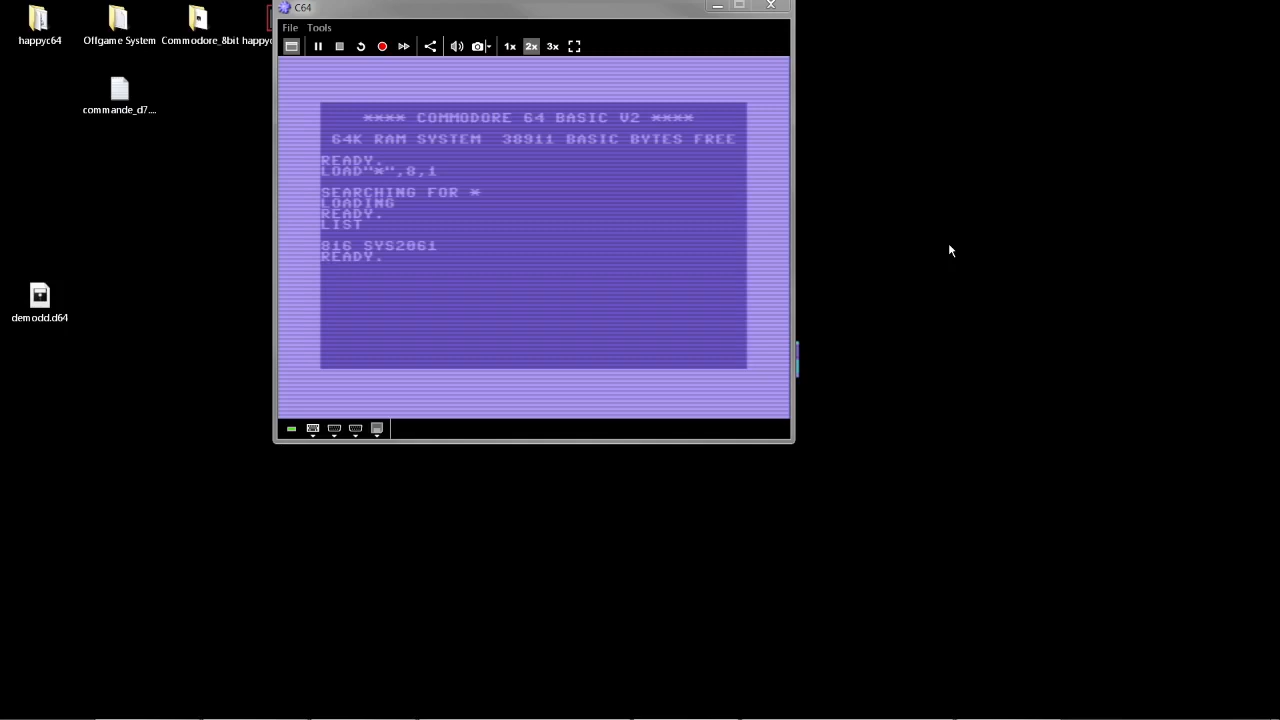 C64
File Tools
1x 2x 3x
happyc64
Offgame System
Commodore_8bit happyc
commande_d7....
demodd.d64
**** COMMODORE 64 BASIC V2 ****
64K RAM SYSTEM 38911 BASIC BYTES FREE
READY.
LOAD"*",8,1
SEARCHING FOR *
LOADING
READY.
LIST
816 SYS2061
READY.